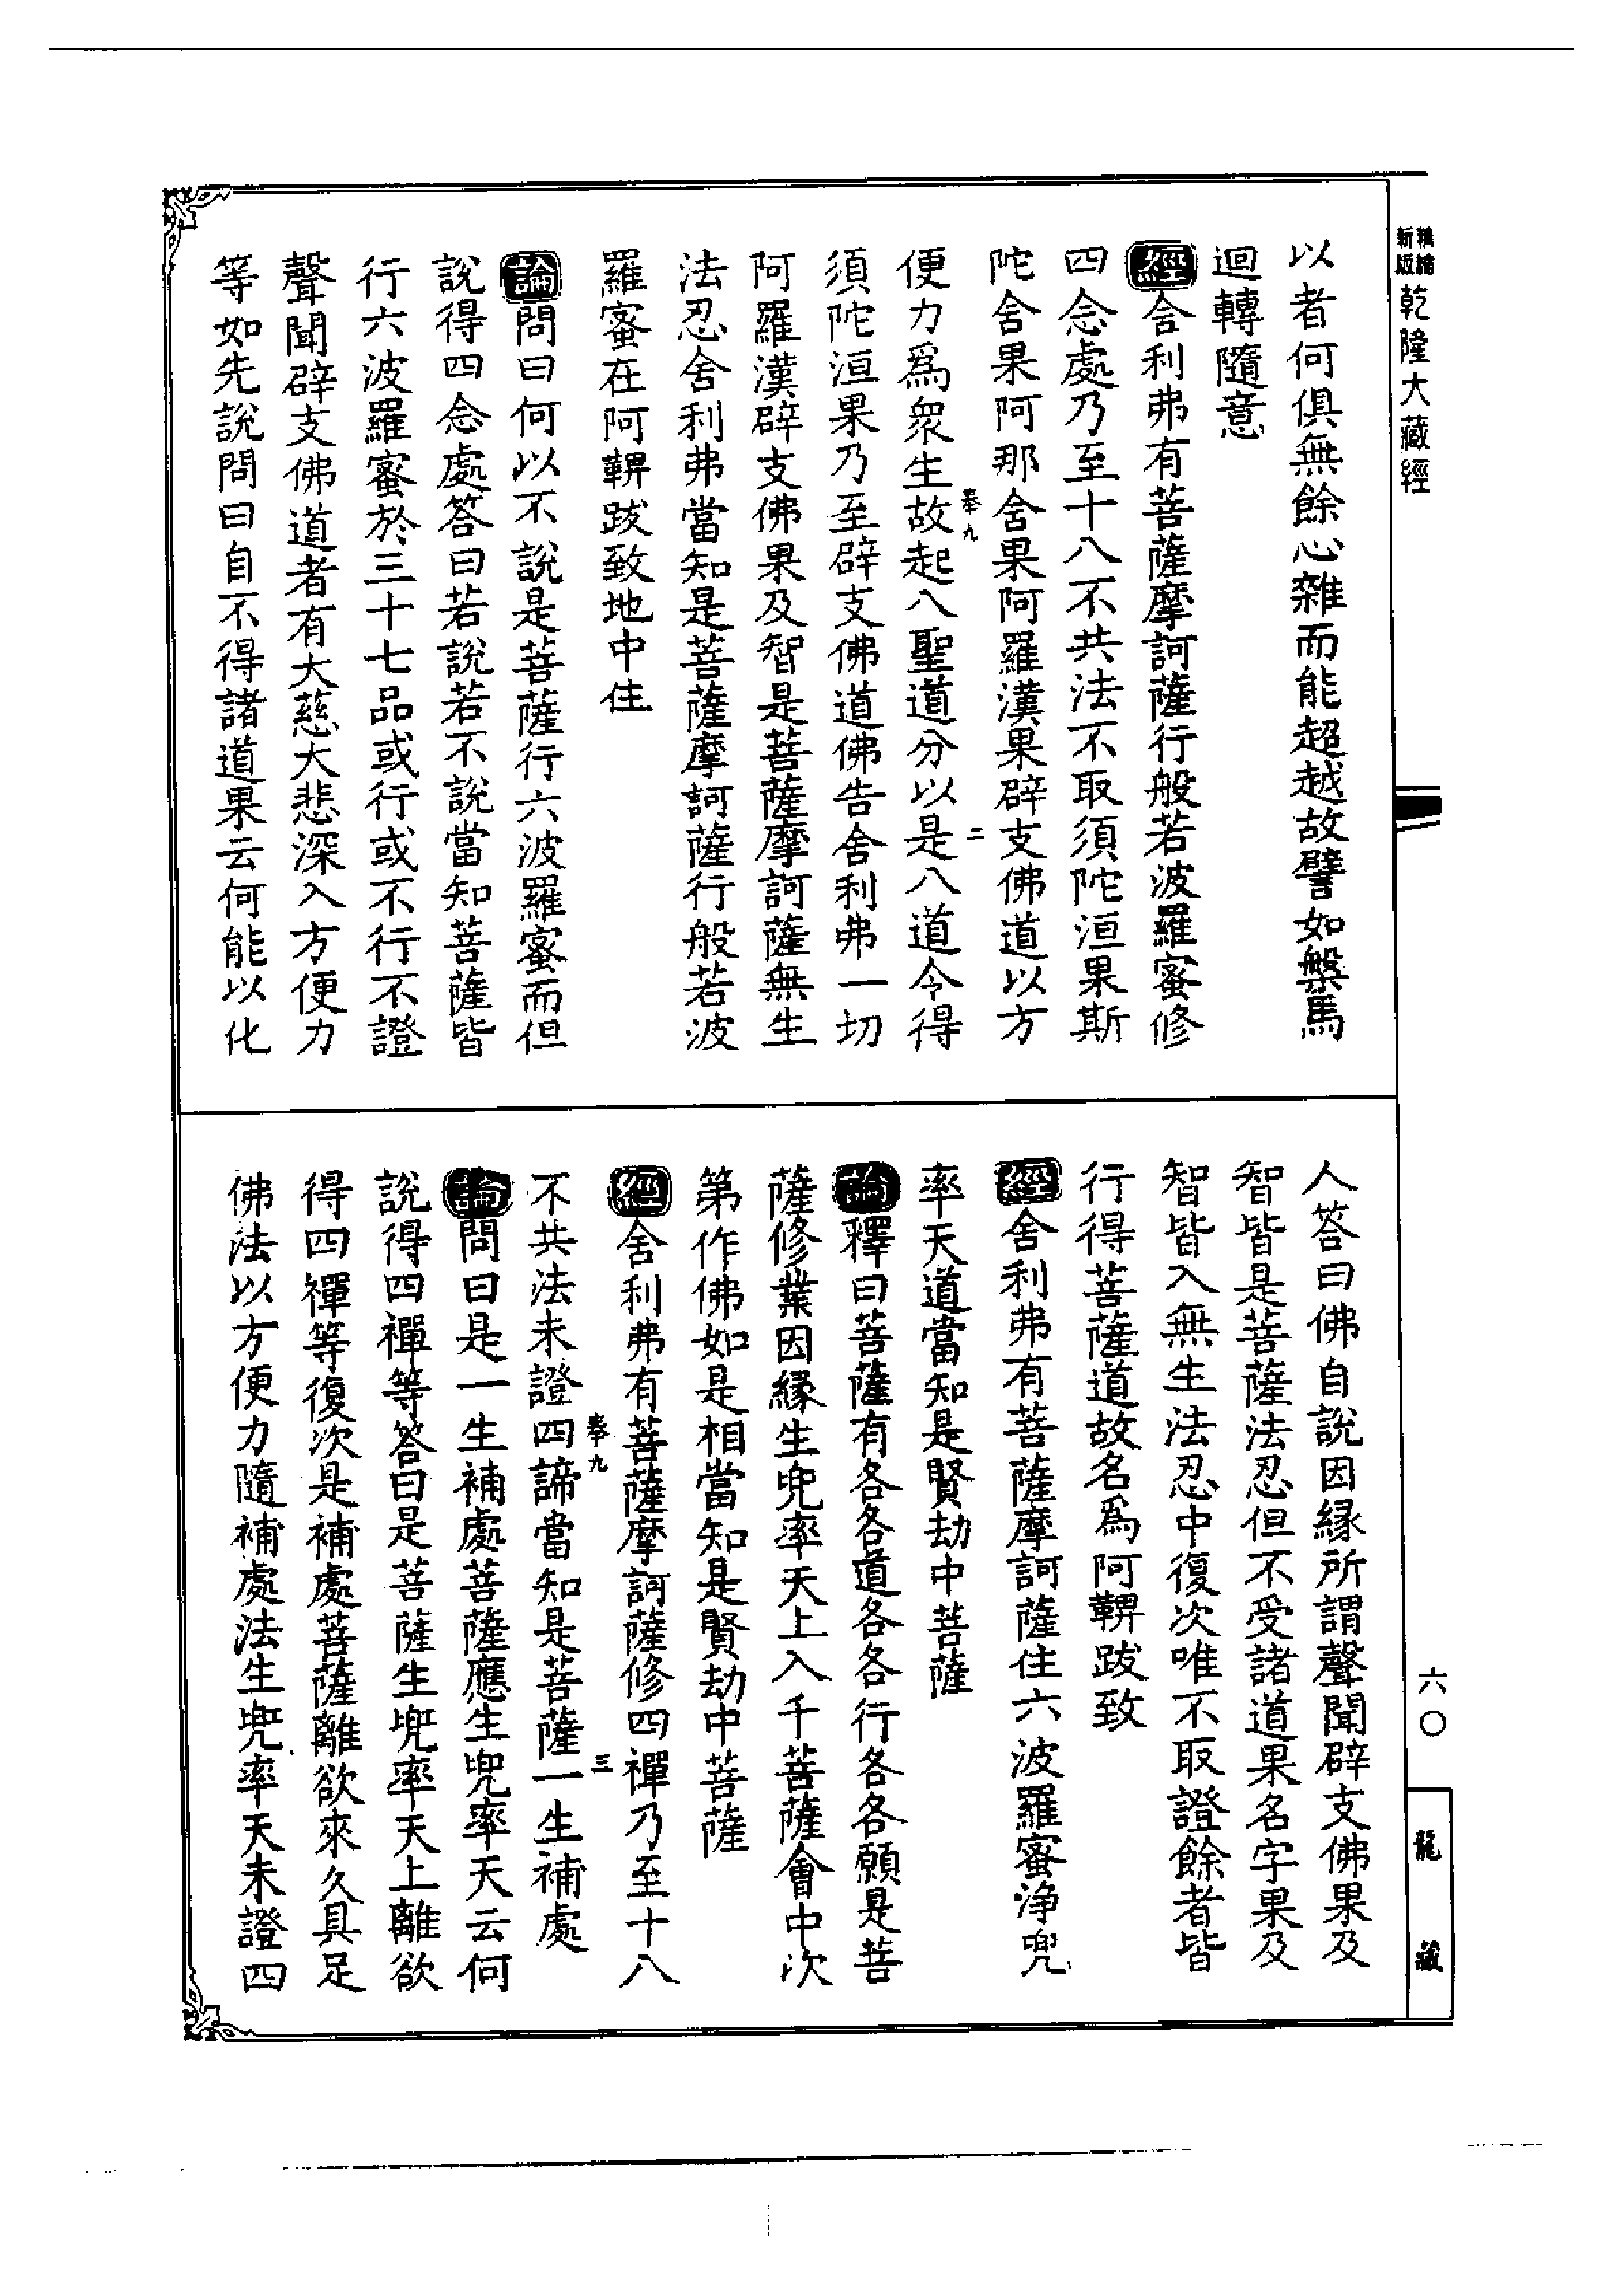 精縮新版乾隆大藏經
以者何俱無餘心雜而能超越故譬如槃馬
迴轉隨意
經舍利弗有菩薩摩訶薩行般若波羅蜜修
四念處乃至十八不共法不取須陀洹果斯
陀舍果阿那舍果阿羅漢果辟支佛道以方
奉九 二
便力爲衆生故起八聖道分以是八道令得
須陀洹果乃至辟支佛道佛告舍利弗一切
阿羅漢辟支佛果及智是菩薩摩訶薩無生
法忍舍利弗當知是菩薩摩訶薩行般若波
羅蜜在阿鞞跋致地中住
論問曰何以不說是菩薩行六波羅蜜而但
說得四念處答曰若說若不說當知菩薩皆
行六波羅蜜於三十七品或行或不行不證
聲聞辟支佛道者有大慈大悲深入方便力
等如先說問曰自不得諸道果云何能以化
人答曰佛自說因緣所謂聲聞辟支佛果及
智皆是菩薩法忍但不受諸道果名字果及
智皆入無生法忍中復次唯不取證餘者皆
行得菩薩道故名爲阿鞞跋致
經舍利弗有菩薩摩訶薩住六波羅蜜淨兜
率天道當知是賢劫中菩薩
論釋曰菩薩有各各道各各行各各願是菩
薩修業因緣生兜率天上入千菩薩會中次
第作佛如是相當知是賢劫中菩薩
經舍利弗有菩薩摩訶薩修四禪乃至十八
奉九 三
不共法未證四諦當知是菩薩一生補處
論問曰是一生補處菩薩應生兜率天云何
說得四禪等答曰是菩薩生兜率天上離欲
得四禪等復次是補處菩薩離欲來久具足
佛法以方便力隨補處法生兜率天未證四
六〇
龍藏